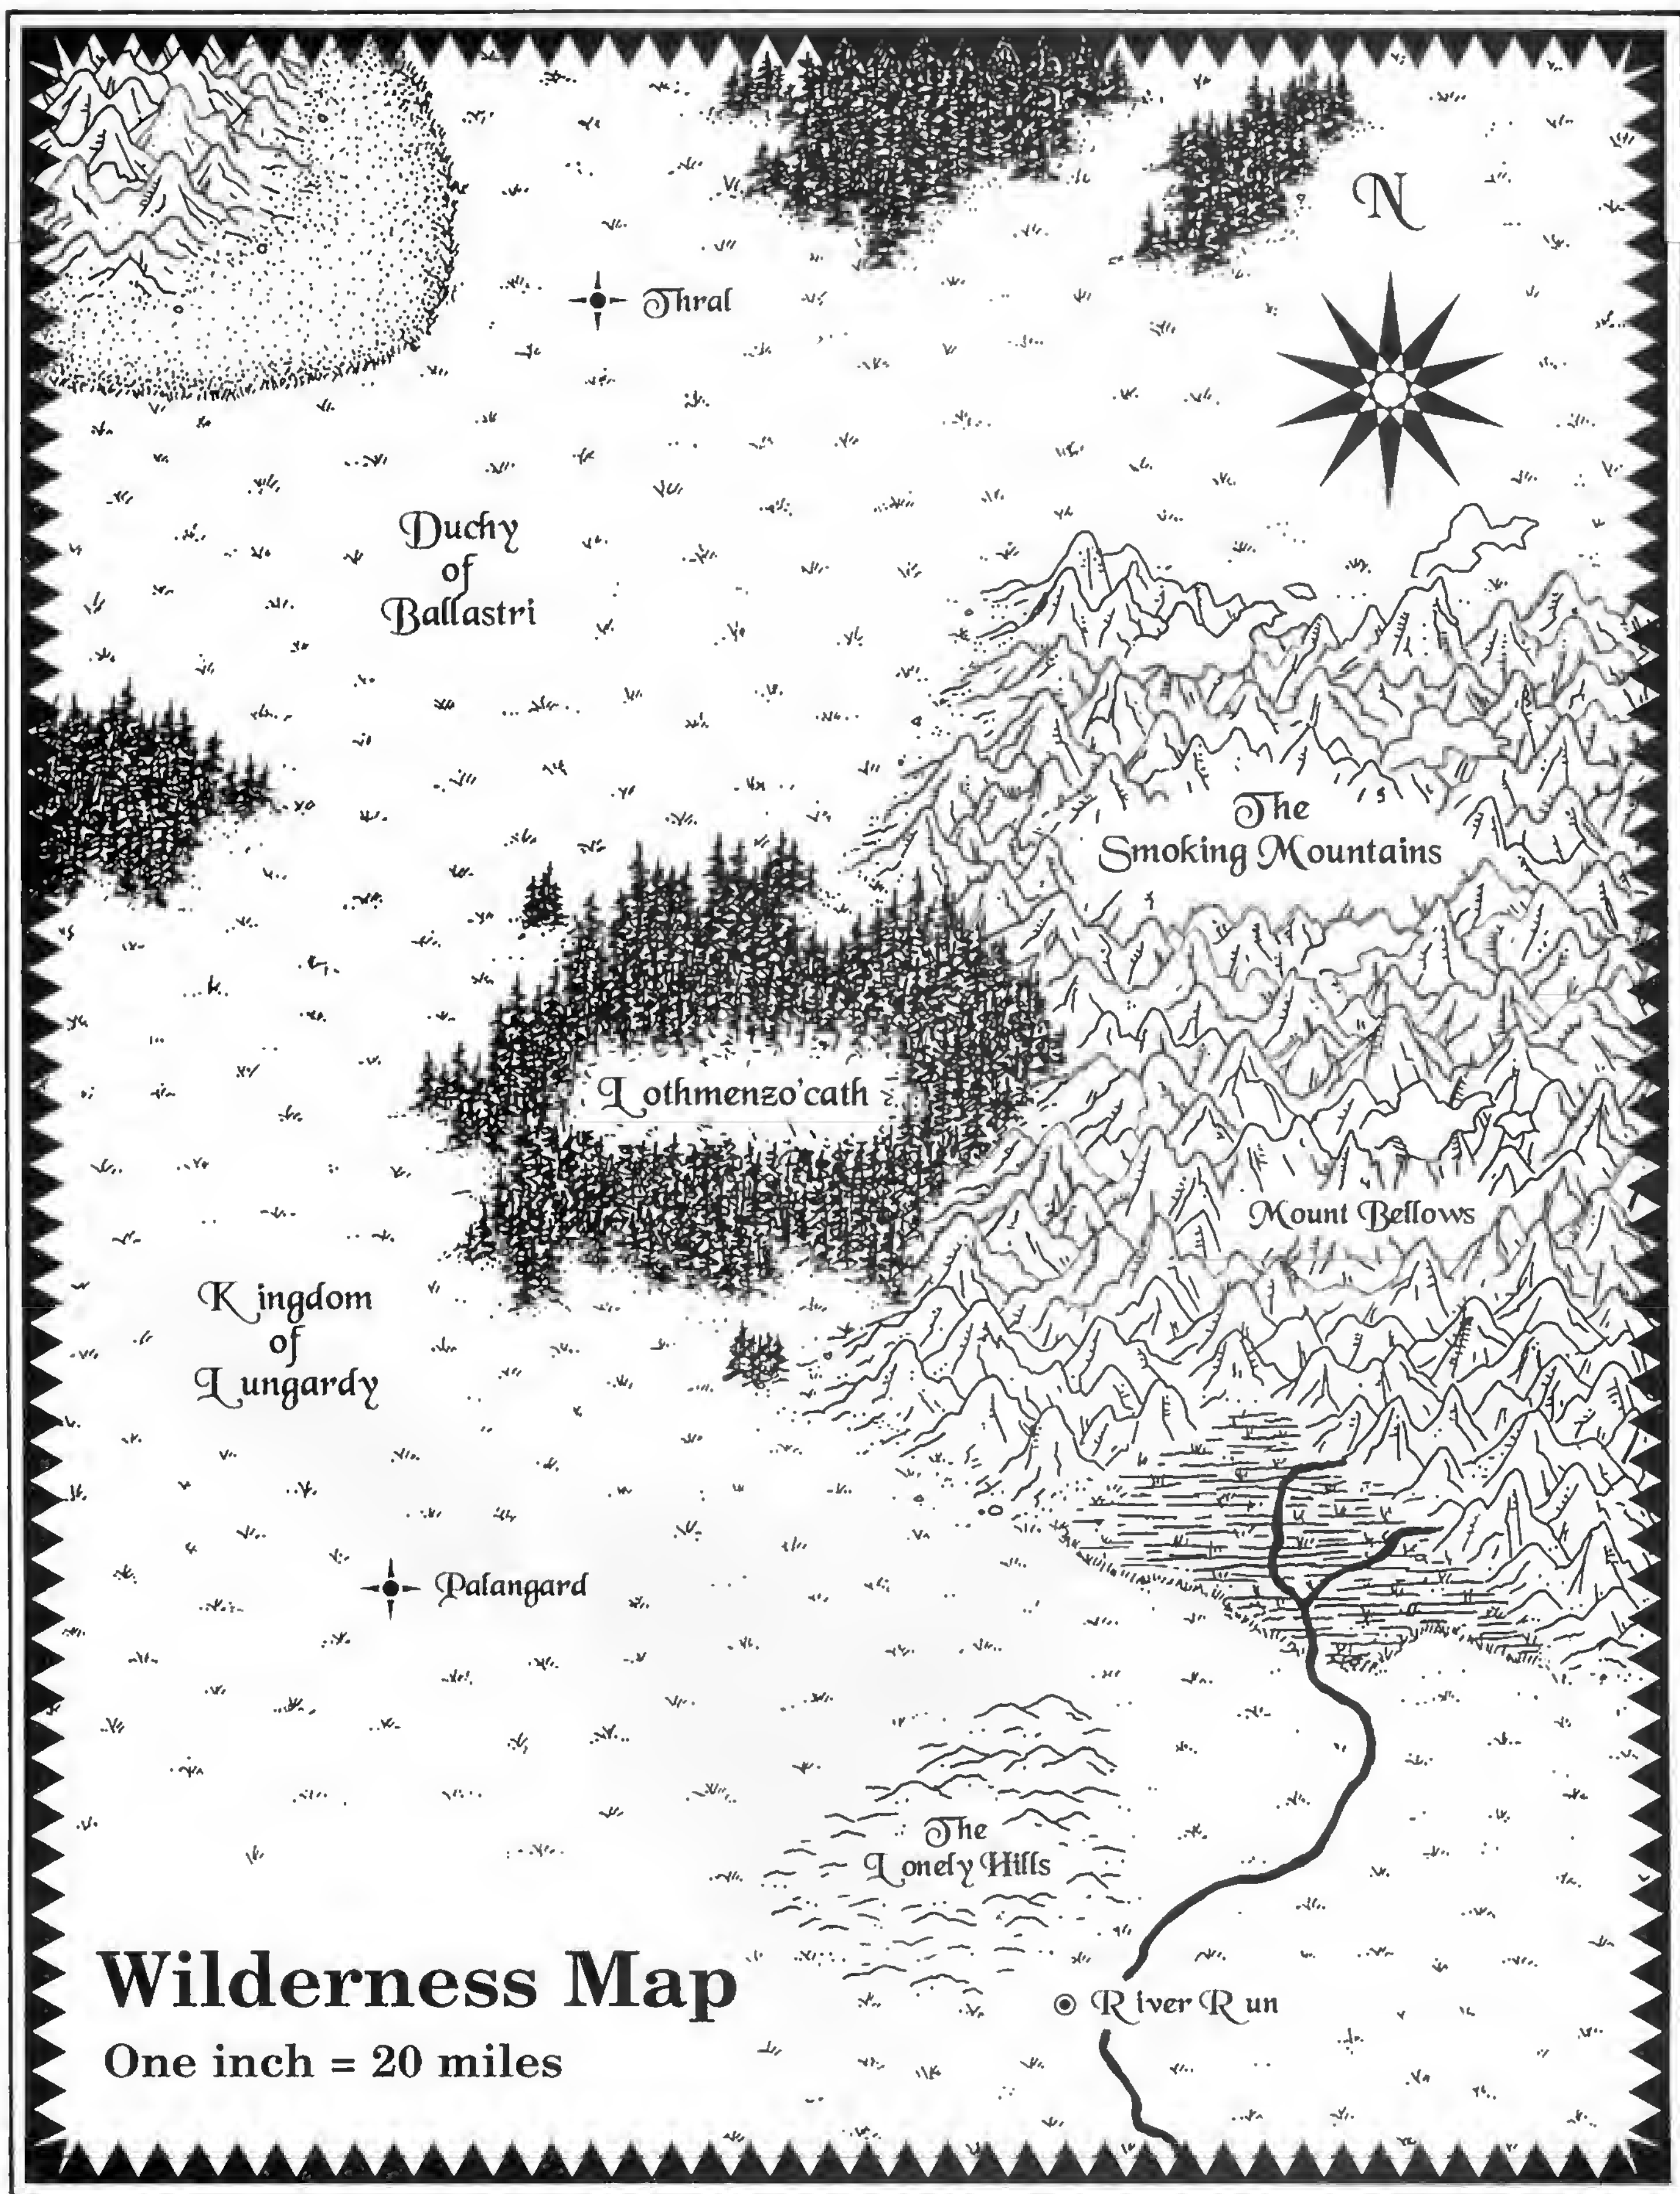 N
Thral
Duchy
of
Ballastri
The
Smoking Mountains
Lothmenzo'cath
Mount Bellows
Kingdom
of
Lungardy
Palangard
The
Lonely Hills
River Run
Wilderness Map
One inch = 20 miles